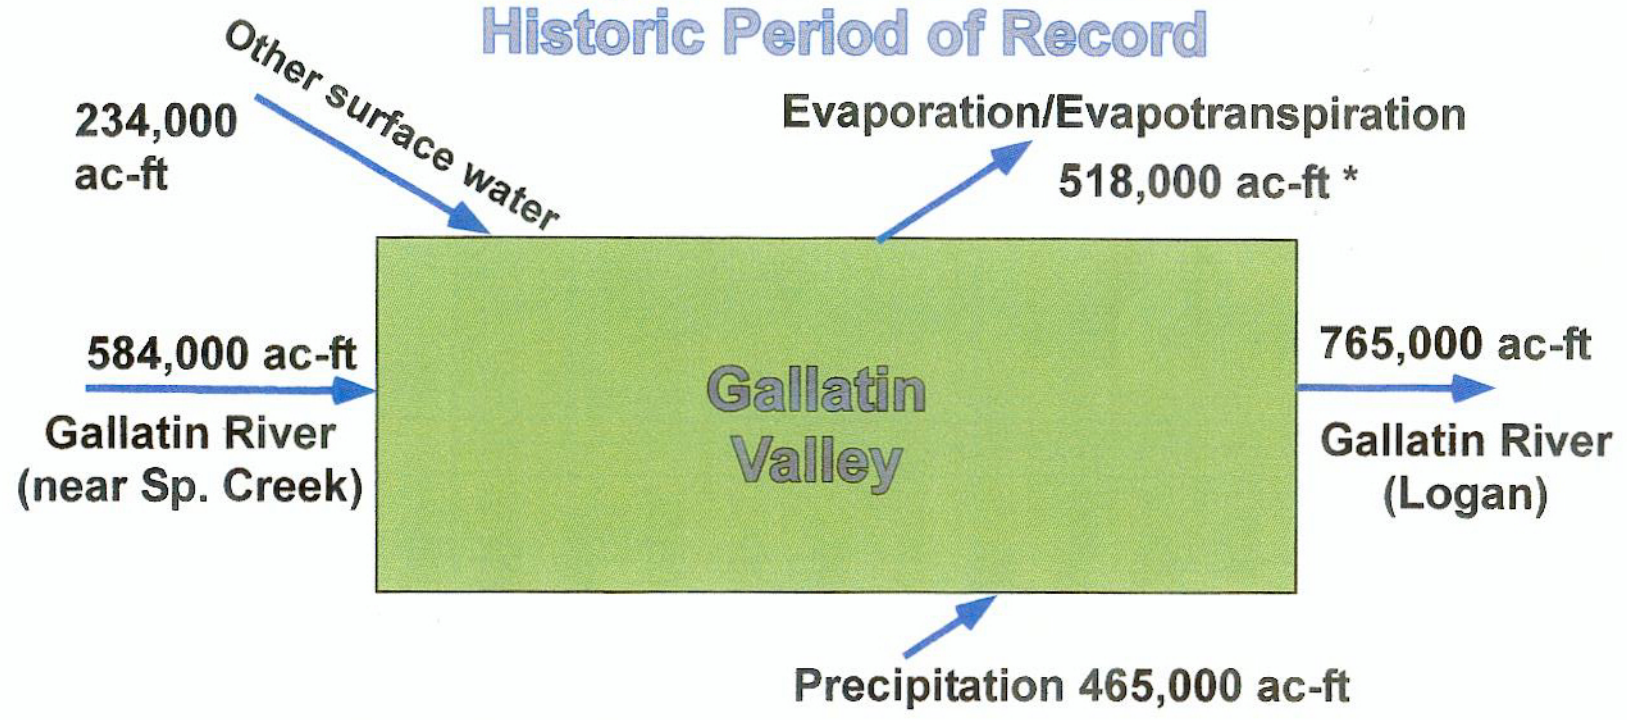 Historic Period of Record
Other surface water
234,000
ac-ft
Evaporation/Evapotranspiration
518,000 ac-ft *
584,000 ac-ft
Gallatin River
(near Sp. Creek)
Gallatin
Valley
765,000 ac-ft
Gallatin River
(Logan)
Precipitation 465,000 ac-ft